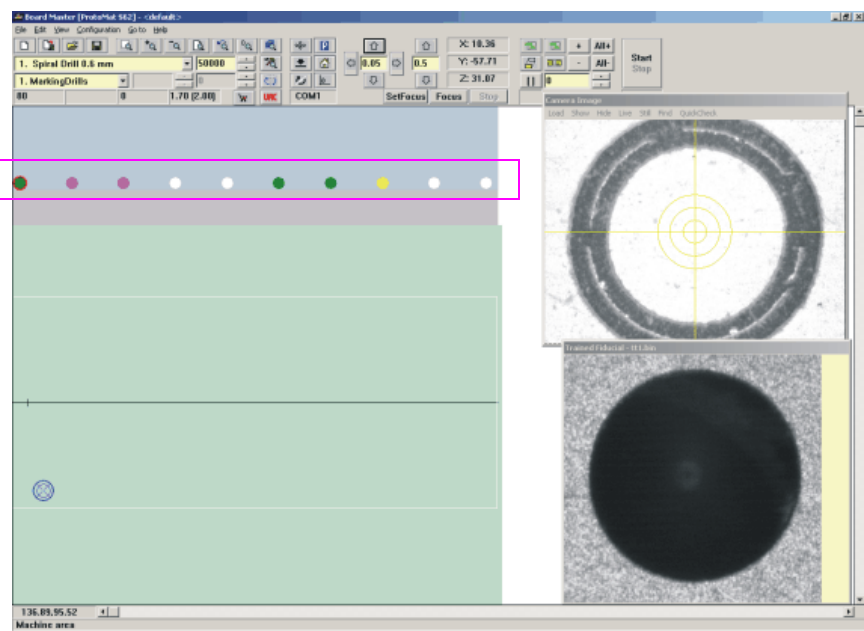 Board Master [ProtoMat S62] - <default>
File Edit View Configuration Goto Help
X: 10.36
1. Spiral Drill 0.6 mm 50000 0.05 0.5 Y: -57.71
All+
Start
Stop
1. MarkingDrills 0 Z: 31.07
All-
0
80 0 1.70 (2.00) COM1 SetFocus Focus Stop
Camera Image
Load Show Hide Live Still Find QuickCheck
136.89,95.52
Machine area